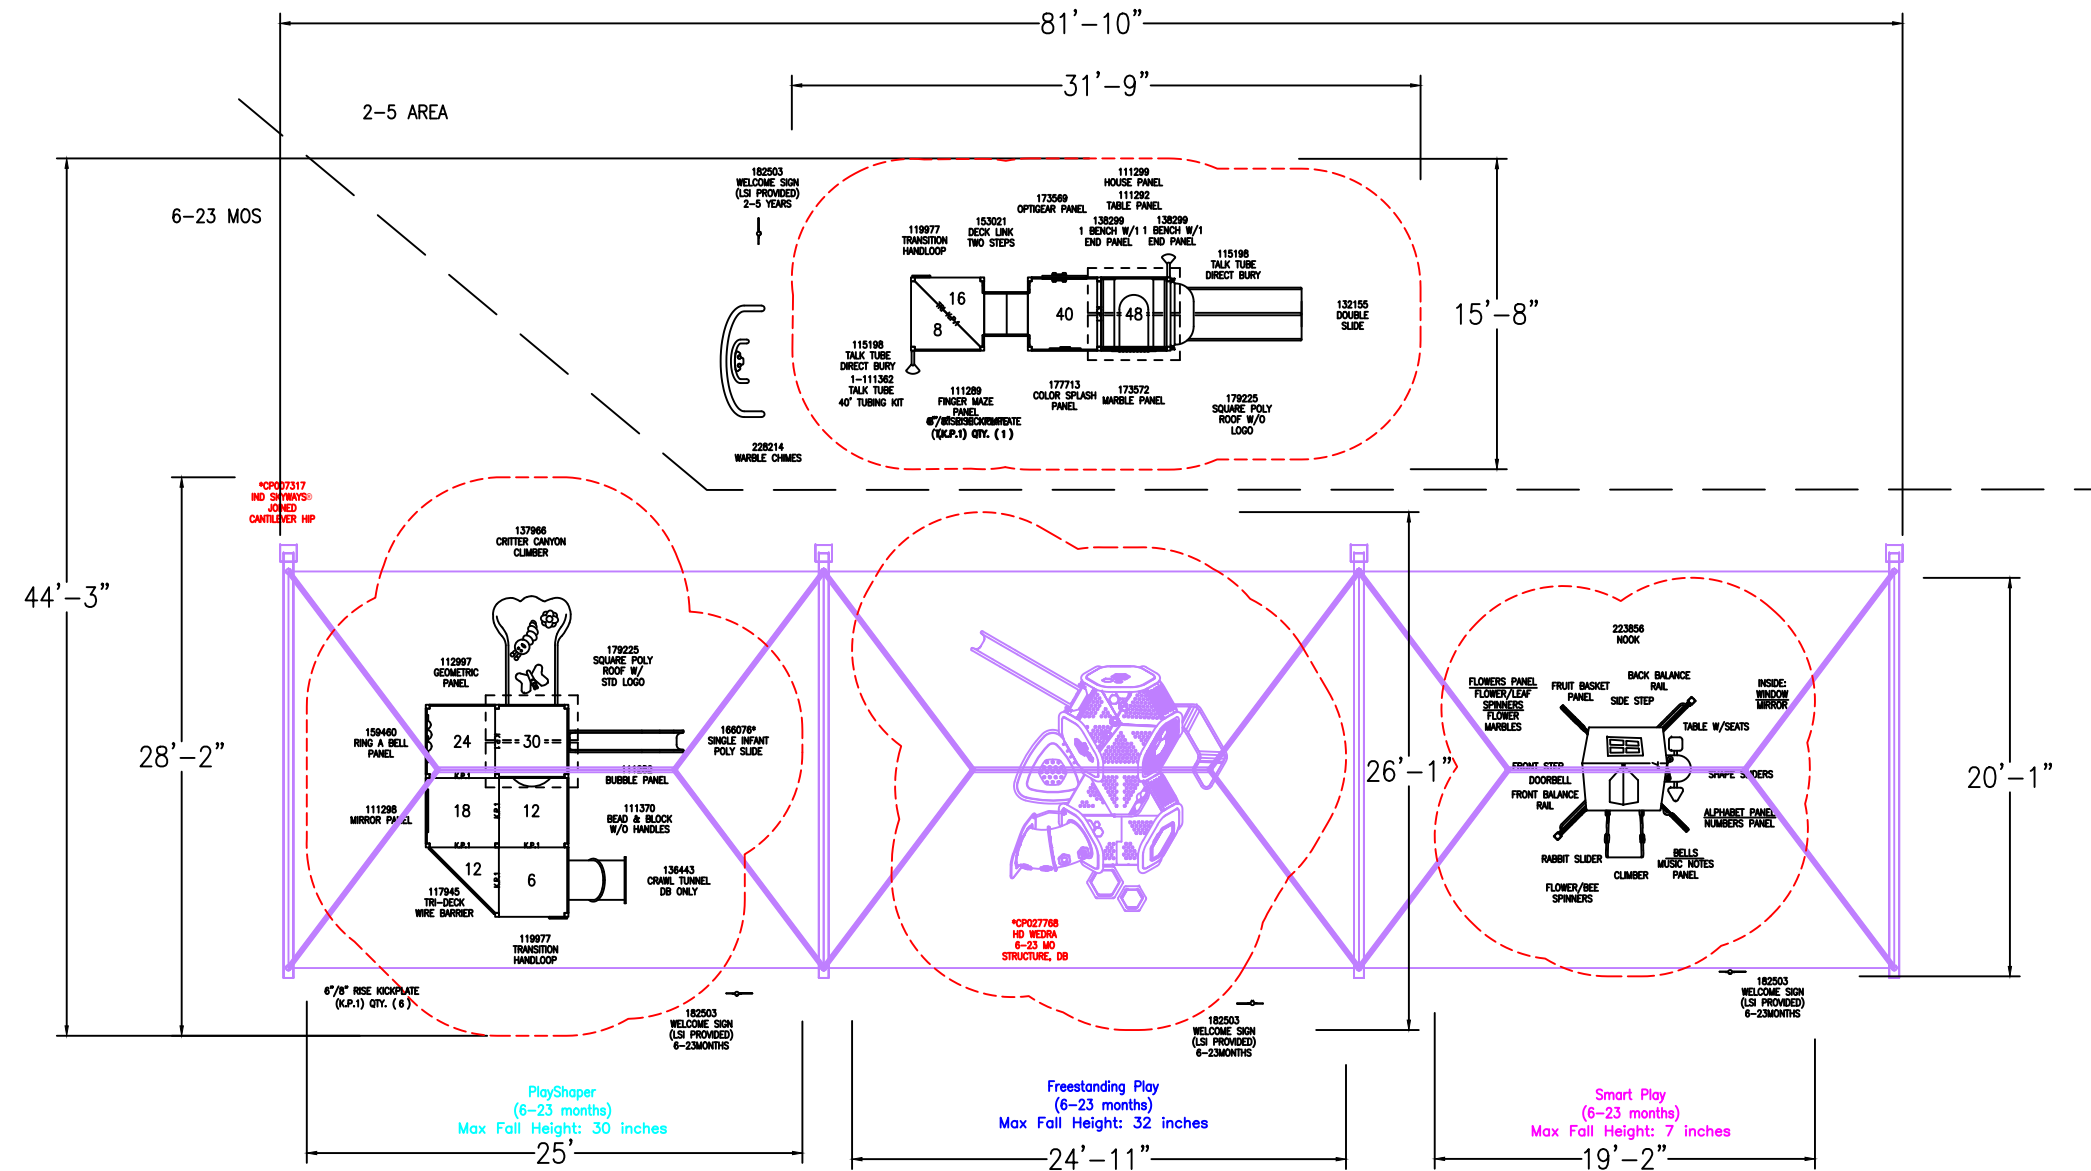 81'-10"
31'-9"
2-5 AREA
6-23 MOS
44'-3"
28'-2"
15'-8"
26'-1"
20'-1"
182503
WELCOME SIGN
(LSI PROVIDED)
2-5 YEARS
119977
TRANSITION
HANDLOOP
153021
DECK LINK
TWO STEPS
173569
OPTIGEAR PANEL
111299
HOUSE PANEL
111292
TABLE PANEL
138299
1 BENCH W/1
END PANEL
138299
1 BENCH W/1
END PANEL
115198
TALK TUBE
DIRECT BURY
132155
DOUBLE
SLIDE
16
8
40
48
115198
TALK TUBE
DIRECT BURY
1-111362
TALK TUBE
40" TUBING KIT
111289
FINGER MAZE
PANEL
(K.P.1) QTY. ( 1 )
177713
COLOR SPLASH
PANEL
173572
MARBLE PANEL
179225
SQUARE POLY
ROOF W/O
LOGO
228214
WARBLE CHIMES
*CP007317
IND SKYWAYS®
JOINED
CANTILEVER HIP
137966
CRITTER CANYON
CLIMBER
112997
GEOMETRIC
PANEL
179225
SQUARE POLY
ROOF W/
STD LOGO
159460
RING A BELL
PANEL
166076*
SINGLE INFANT
POLY SLIDE
BUBBLE PANEL
111298
MIRROR PANEL
111370
BEAD & BLOCK
W/O HANDLES
24
30
K.P.1
18
12
K.P.1
K.P.1
K.P.1
12
6
K.P.1
136443
CRAWL TUNNEL
DB ONLY
117945
TRI-DECK
WIRE BARRIER
119977
TRANSITION
HANDLOOP
6"/8" RISE KICKPLATE
(K.P.1) QTY. ( 6 )
182503
WELCOME SIGN
(LSI PROVIDED)
6-23MONTHS
*CP027768
HD WEDRA
6-23 MO
STRUCTURE, DB
182503
WELCOME SIGN
(LSI PROVIDED)
6-23MONTHS
223856
NOOK
FLOWERS PANEL
FLOWER/LEAF
SPINNERS
FLOWER
MARBLES
FRUIT BASKET
PANEL
BACK BALANCE
RAIL
SIDE STEP
INSIDE:
WINDOW
MIRROR
TABLE W/SEATS
FRONT STEP
DOORBELL
FRONT BALANCE
RAIL
SHAPE SLIDERS
ALPHABET PANEL
NUMBERS PANEL
RABBIT SLIDER
CLIMBER
BELLS
MUSIC NOTES
PANEL
FLOWER/BEE
SPINNERS
182503
WELCOME SIGN
(LSI PROVIDED)
6-23MONTHS
PlayShaper
(6-23 months)
Max Fall Height: 30 inches
25'
Freestanding Play
(6-23 months)
Max Fall Height: 32 inches
24'-11"
Smart Play
(6-23 months)
Max Fall Height: 7 inches
19'-2"